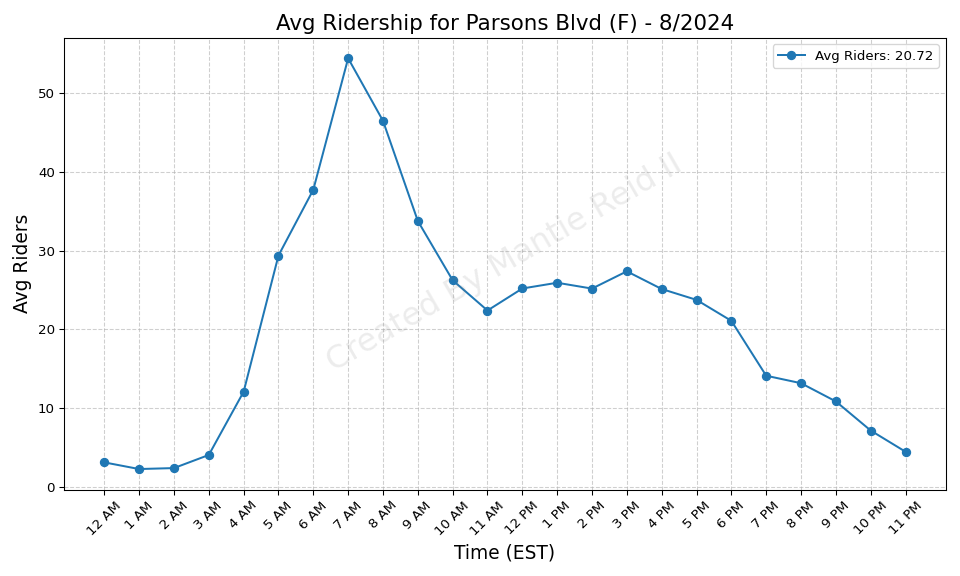 Avg Ridership for Parsons Blvd (F) - 8/2024
Avg Riders: 20.72
Avg Riders
50
40
30
20
10
0
Created By Mantie Reid II
12 AM
1 AM
2 AM
3 AM
4 AM
5 AM
6 AM
7 AM
8 AM
9 AM
10 AM
11 AM
12 PM
1 PM
2 PM
3 PM
4 PM
5 PM
6 PM
7 PM
8 PM
9 PM
10 PM
11 PM
Time (EST)